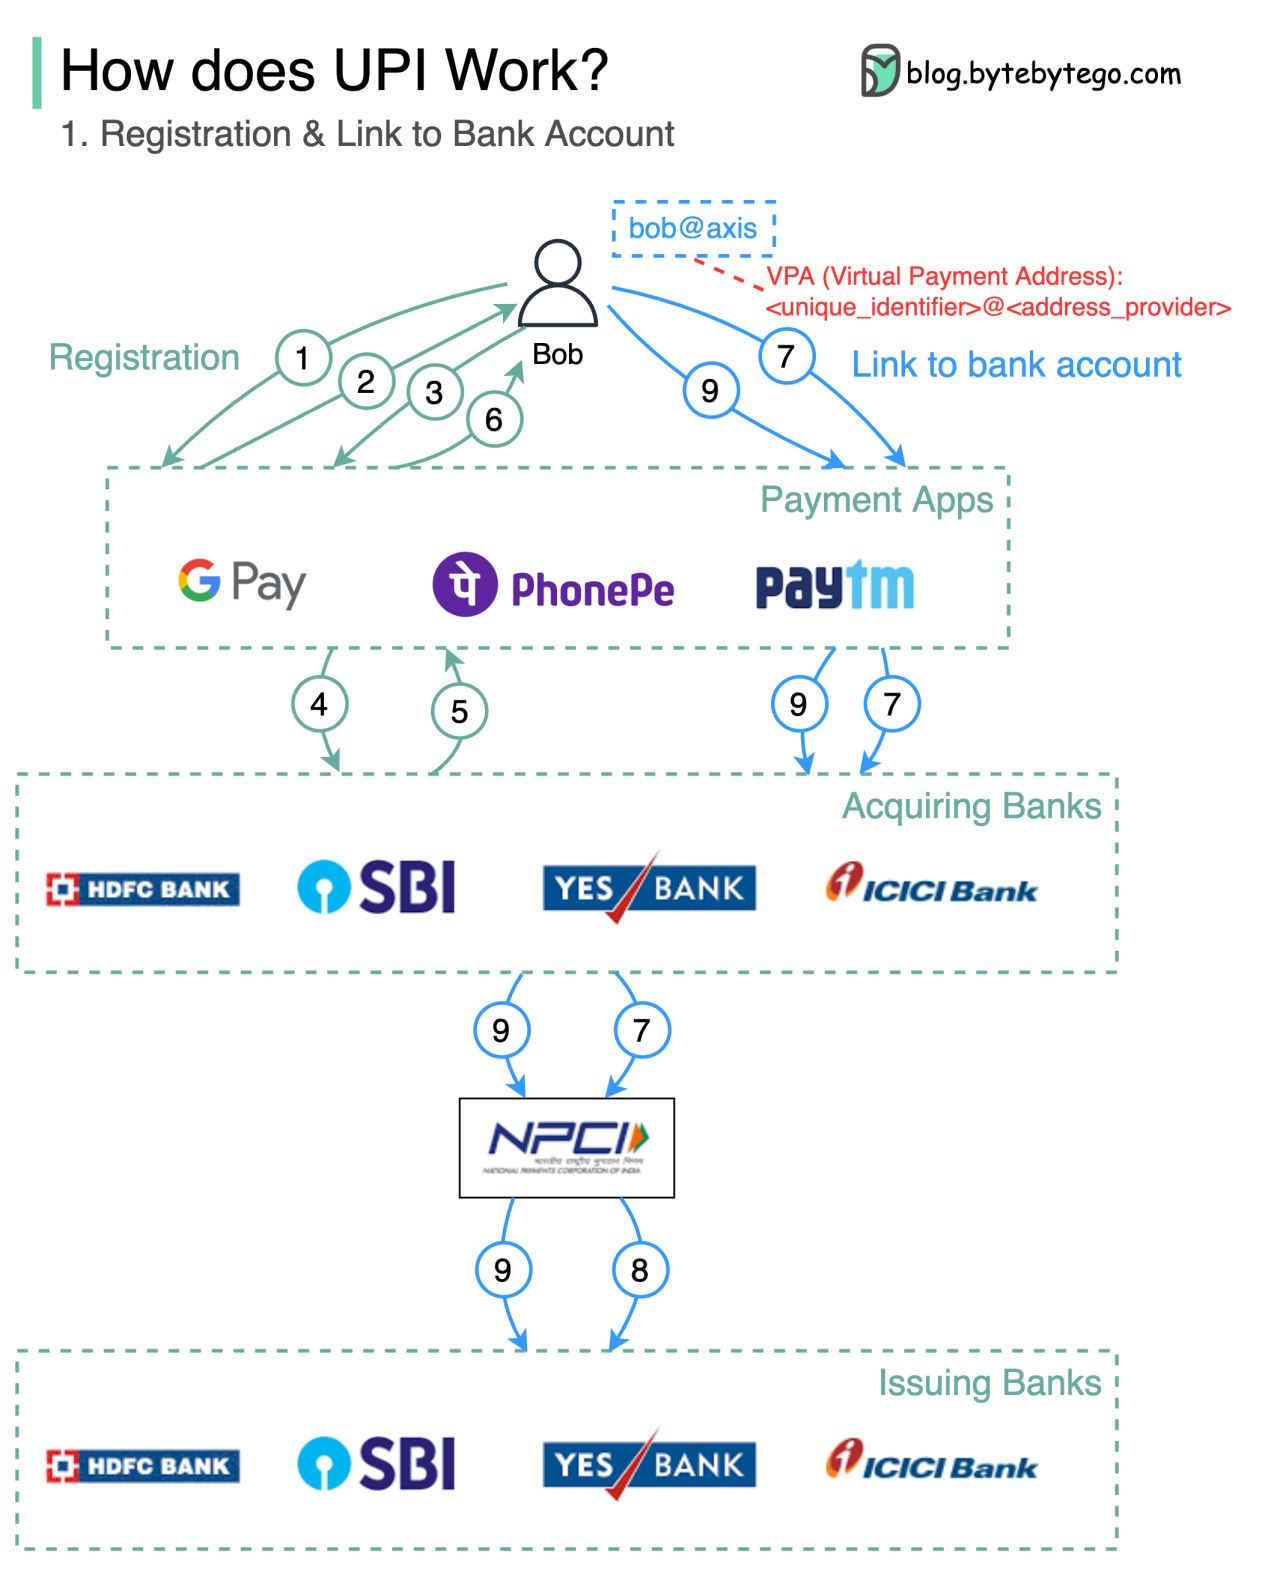 How does UPI Work?
blog.bytebytego.com
1. Registration & Link to Bank Account
bob@axis
VPA (Virtual Payment Address):
<unique_identifier>@<address_provider>
Registration
Bob
Link to bank account
1
2
3
6
9
7
Payment Apps
G Pay
पे PhonePe
paytm
4
5
9
7
Acquiring Banks
HDFC BANK
SBI
YES BANK
ICICI Bank
9
7
NPCI
भारतीय राष्ट्रीय भुगतान निगम
NATIONAL PAYMENTS CORPORATION OF INDIA
9
8
Issuing Banks
HDFC BANK
SBI
YES BANK
ICICI Bank